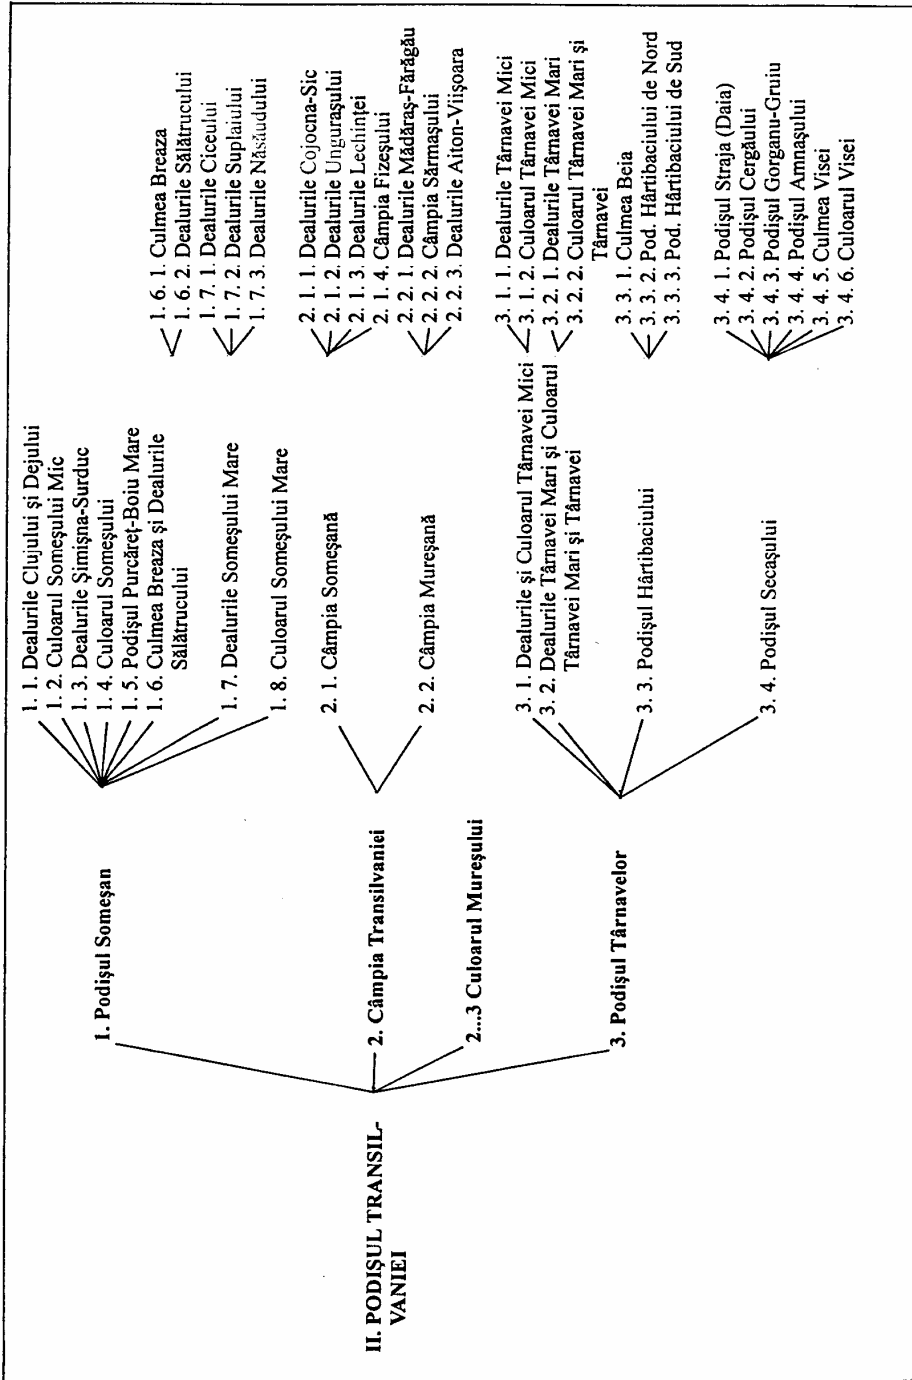 II. PODIŞUL TRANSIL-
VANIEI
1. Podişul Someşan
2. Câmpia Transilvaniei
2...3 Culoarul Mureşului
3. Podişul Târnavelor
1. 1. Dealurile Clujului şi Dejului
1. 2. Culoarul Someşului Mic
1. 3. Dealurile Şimişna-Surduc
1. 4. Culoarul Someşului
1. 5. Podişul Purcăreţ-Boiu Mare
1. 6. Culmea Breaza şi Dealurile
Sălătrucului
1. 7. Dealurile Someşului Mare
1. 8. Culoarul Someşului Mare
2. 1. Câmpia Someşană
2. 2. Câmpia Mureşană
3. 1. Dealurile şi Culoarul Târnavei Mici
3. 2. Dealurile Târnavei Mari şi Culoarul
Târnavei Mari şi Târnavei
3. 3. Podişul Hârtibaciului
3. 4. Podişul Secaşului
1. 6. 1. Culmea Breaza
1. 6. 2. Dealurile Sălătrucului
1. 7. 1. Dealurile Ciceului
1. 7. 2. Dealurile Suplaiului
1. 7. 3. Dealurile Năsăudului
2. 1. 1. Dealurile Cojocna-Sic
2. 1. 2. Dealurile Unguraşului
2. 1. 3. Dealurile Lechinţei
2. 1. 4. Câmpia Fizeşului
2. 2. 1. Dealurile Mădăraş-Fărăgău
2. 2. 2. Câmpia Sărmaşului
2. 2. 3. Dealurile Aiton-Viişoara
3. 1. 1. Dealurile Târnavei Mici
3. 1. 2. Culoarul Târnavei Mici
3. 2. 1. Dealurile Târnavei Mari
3. 2. 2. Culoarul Târnavei Mari şi
Târnavei
3. 3. 1. Culmea Beia
3. 3. 2. Pod. Hârtibaciului de Nord
3. 3. 3. Pod. Hârtibaciului de Sud
3. 4. 1. Podişul Straja (Daia)
3. 4. 2. Podişul Cergăului
3. 4. 3. Podişul Gorganu-Gruiu
3. 4. 4. Podişul Amnaşului
3. 4. 5. Culmea Visei
3. 4. 6. Culoarul Visei